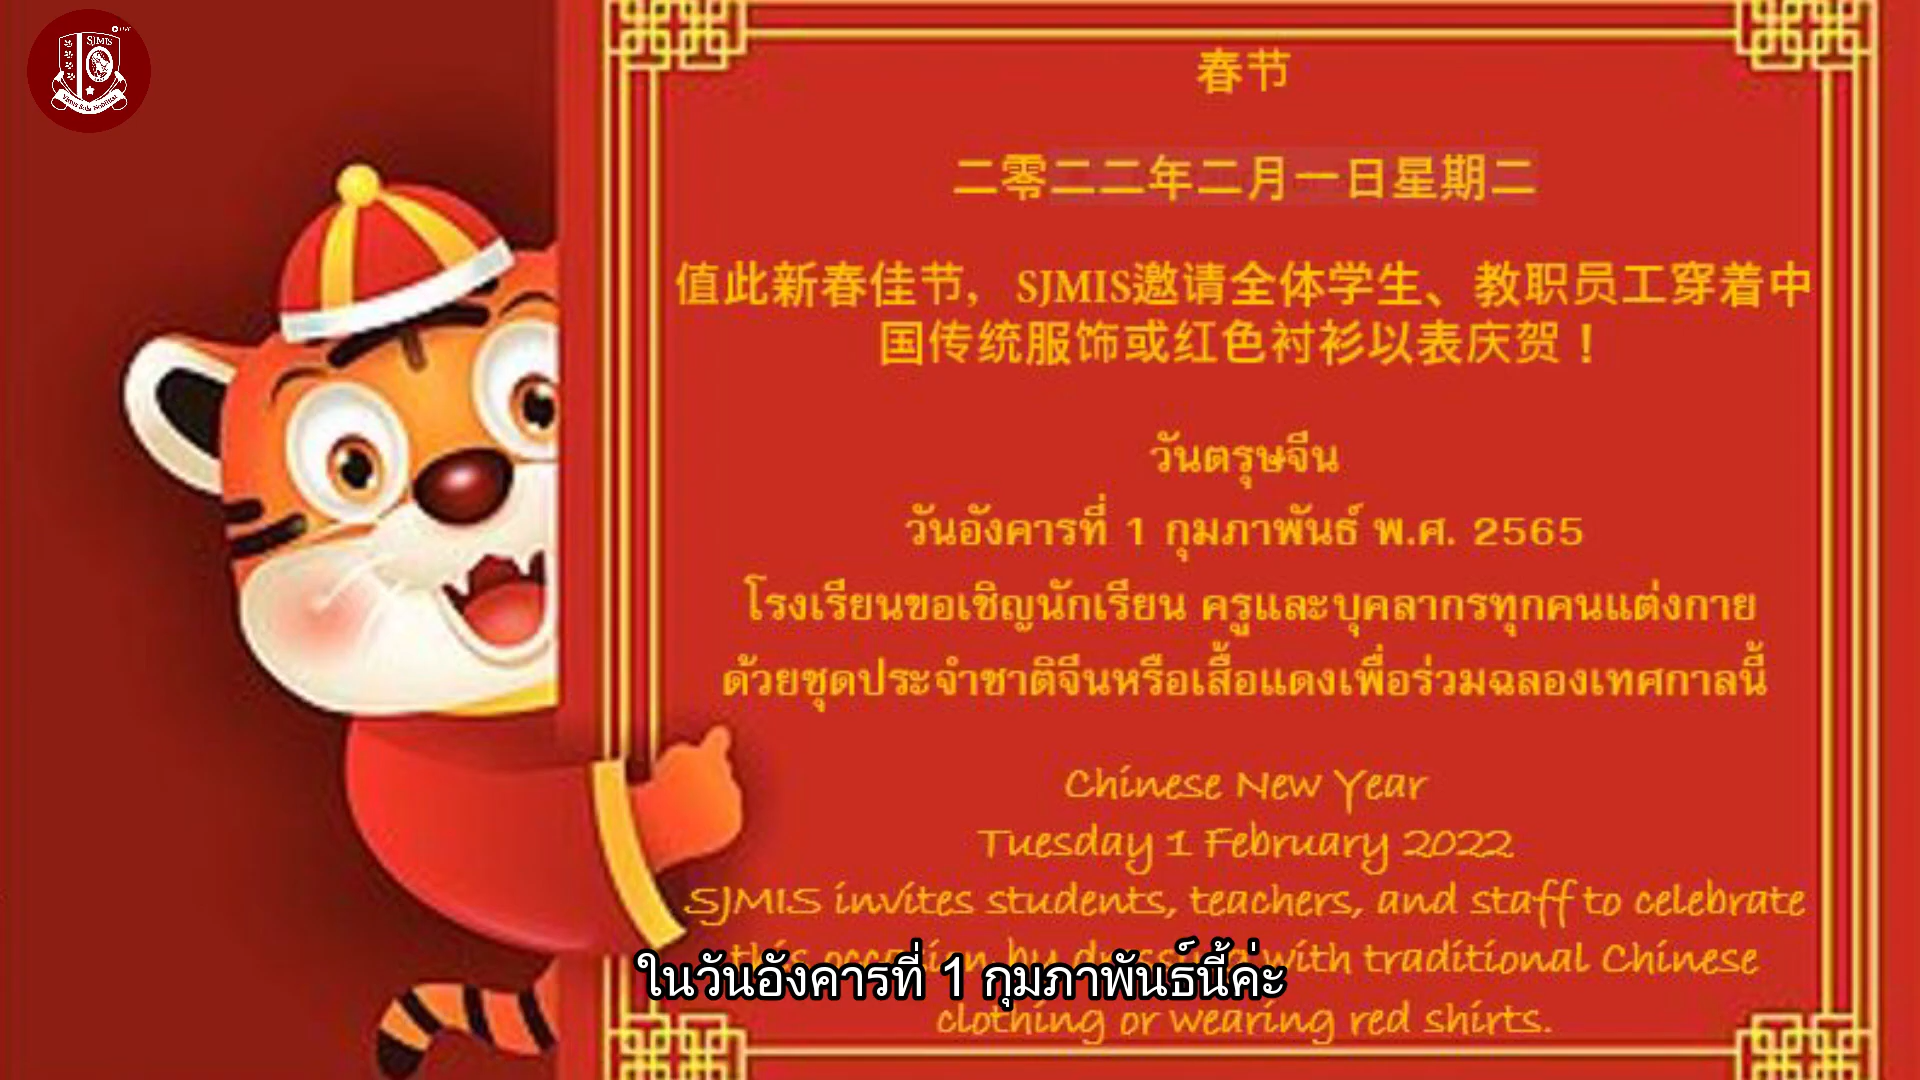 SJMIS
春节
二零二二年二月一日星期二
值此新春佳节，SJMIS邀请全体学生、教职员工穿着中
国传统服饰或红色衬衫以表庆贺！
วันตรุษจีน
วันอังคารที่ 1 กุมภาพันธ์ พ.ศ. 2565
โรงเรียนขอเชิญนักเรียน ครูและบุคลากรทุกคนแต่งกาย
ด้วยชุดประจำชาติจีนหรือเสื้อแดงเพื่อร่วมฉลองเทศกาลนี้
Chinese New Year
Tuesday 1 February 2022
SJMIS invites students, teachers, and staff to celebrate
this occasion by dressing with traditional Chinese
ในวันอังคารที่ 1 กุมภาพันธ์นี้ค่ะ
clothing or wearing red shirts.